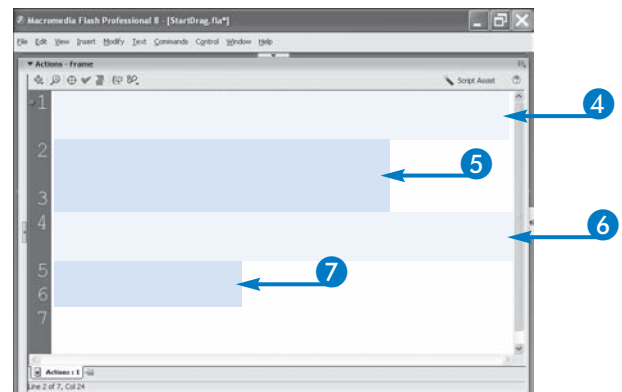 Macromedia Flash Professional 8 - [StartDrag.fla*]
File Edit View Insert Modify Text Commands Control Window Help
Actions - Frame
Script Assist
1
4
2
5
3
4
6
5
7
6
7
Actions : 1
Line 2 of 7, Col 24